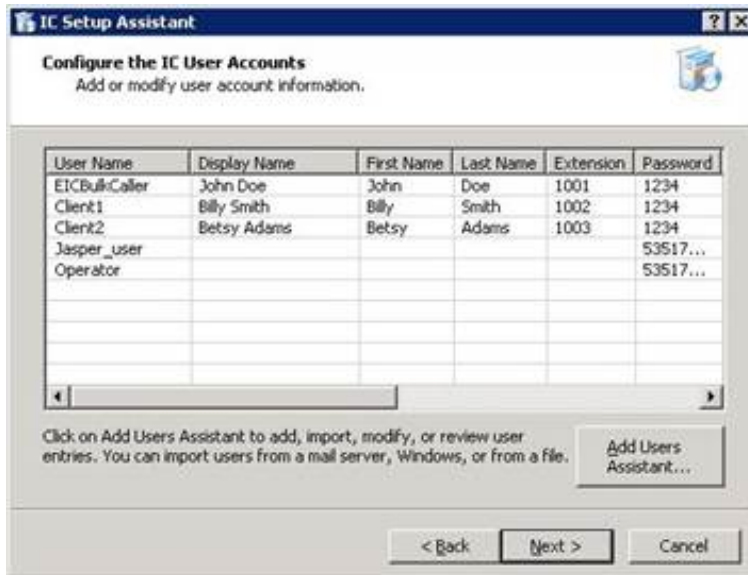 IC Setup Assistant
Configure the IC User Accounts
Add or modify user account information.
User Name Display Name First Name Last Name Extension Password
EICBulkCaller John Doe John Doe 1001 1234
Client1 Billy Smith Billy Smith 1002 1234
Client2 Betsy Adams Betsy Adams 1003 1234
Jasper_user 53517...
Operator 53517...
Click on Add Users Assistant to add, import, modify, or review user
entries. You can import users from a mail server, Windows, or from a file.
Add Users
Assistant...
< Back Next > Cancel